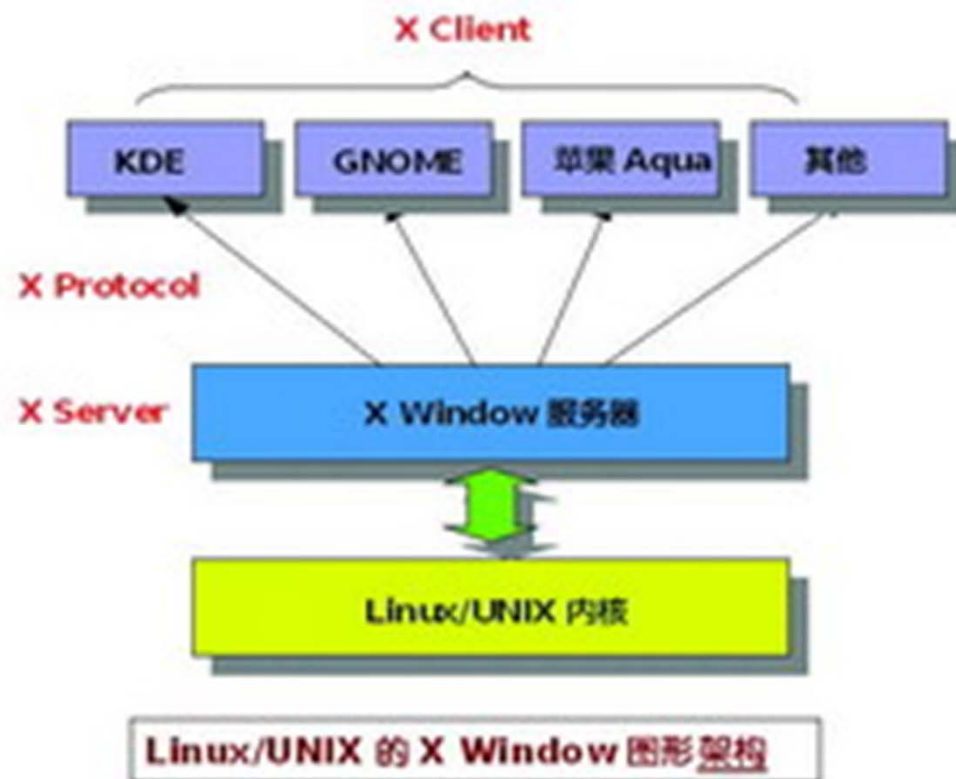 X Client
KDE
GNOME
苹果 Aqua
其他
X Protocol
X Server
X Window 服务器
Linux/UNIX 内核
Linux/UNIX 的 X Window 图形架构